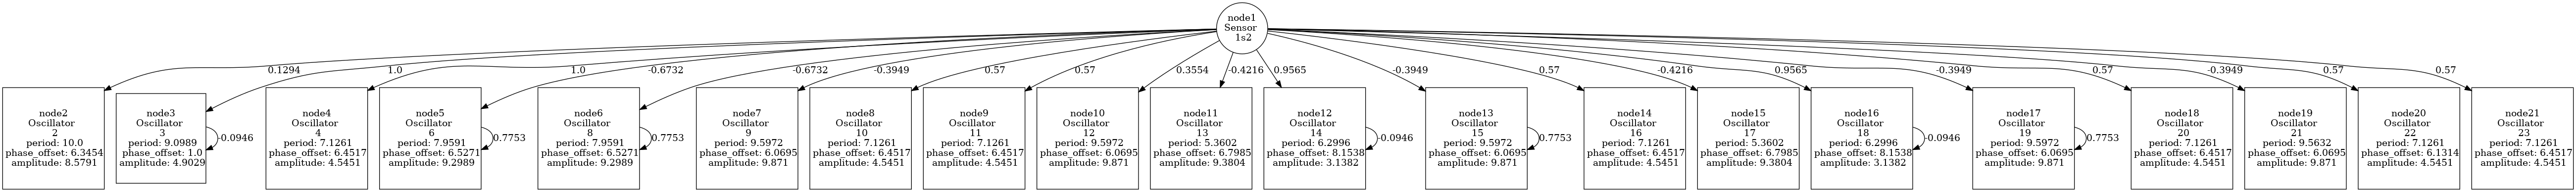 node1
Sensor
1s2
0.1294
1.0
1.0
-0.6732
-0.6732
-0.3949
0.57
0.57
0.3554
-0.4216
0.9565
-0.3949
0.57
-0.4216
0.9565
-0.3949
0.57
-0.3949
0.57
0.57
node2
Oscillator
2
period: 10.0
phase_offset: 6.3454
amplitude: 8.5791
node3
Oscillator
3
period: 9.0989
phase_offset: 1.0
amplitude: 4.9029
-0.0946
node4
Oscillator
4
period: 7.1261
phase_offset: 6.4517
amplitude: 4.5451
node5
Oscillator
6
period: 7.9591
phase_offset: 6.5271
amplitude: 9.2989
0.7753
node6
Oscillator
8
period: 7.9591
phase_offset: 6.5271
amplitude: 9.2989
0.7753
node7
Oscillator
9
period: 9.5972
phase_offset: 6.0695
amplitude: 9.871
node8
Oscillator
10
period: 7.1261
phase_offset: 6.4517
amplitude: 4.5451
node9
Oscillator
11
period: 7.1261
phase_offset: 6.4517
amplitude: 4.5451
node10
Oscillator
12
period: 9.5972
phase_offset: 6.0695
amplitude: 9.871
node11
Oscillator
13
period: 5.3602
phase_offset: 6.7985
amplitude: 9.3804
node12
Oscillator
14
period: 6.2996
phase_offset: 8.1538
amplitude: 3.1382
-0.0946
node13
Oscillator
15
period: 9.5972
phase_offset: 6.0695
amplitude: 9.871
0.7753
node14
Oscillator
16
period: 7.1261
phase_offset: 6.4517
amplitude: 4.5451
node15
Oscillator
17
period: 5.3602
phase_offset: 6.7985
amplitude: 9.3804
node16
Oscillator
18
period: 6.2996
phase_offset: 8.1538
amplitude: 3.1382
-0.0946
node17
Oscillator
19
period: 9.5972
phase_offset: 6.0695
amplitude: 9.871
0.7753
node18
Oscillator
20
period: 7.1261
phase_offset: 6.4517
amplitude: 4.5451
node19
Oscillator
21
period: 9.5632
phase_offset: 6.0695
amplitude: 9.871
node20
Oscillator
22
period: 7.1261
phase_offset: 6.1314
amplitude: 4.5451
node21
Oscillator
23
period: 7.1261
phase_offset: 6.4517
amplitude: 4.5451